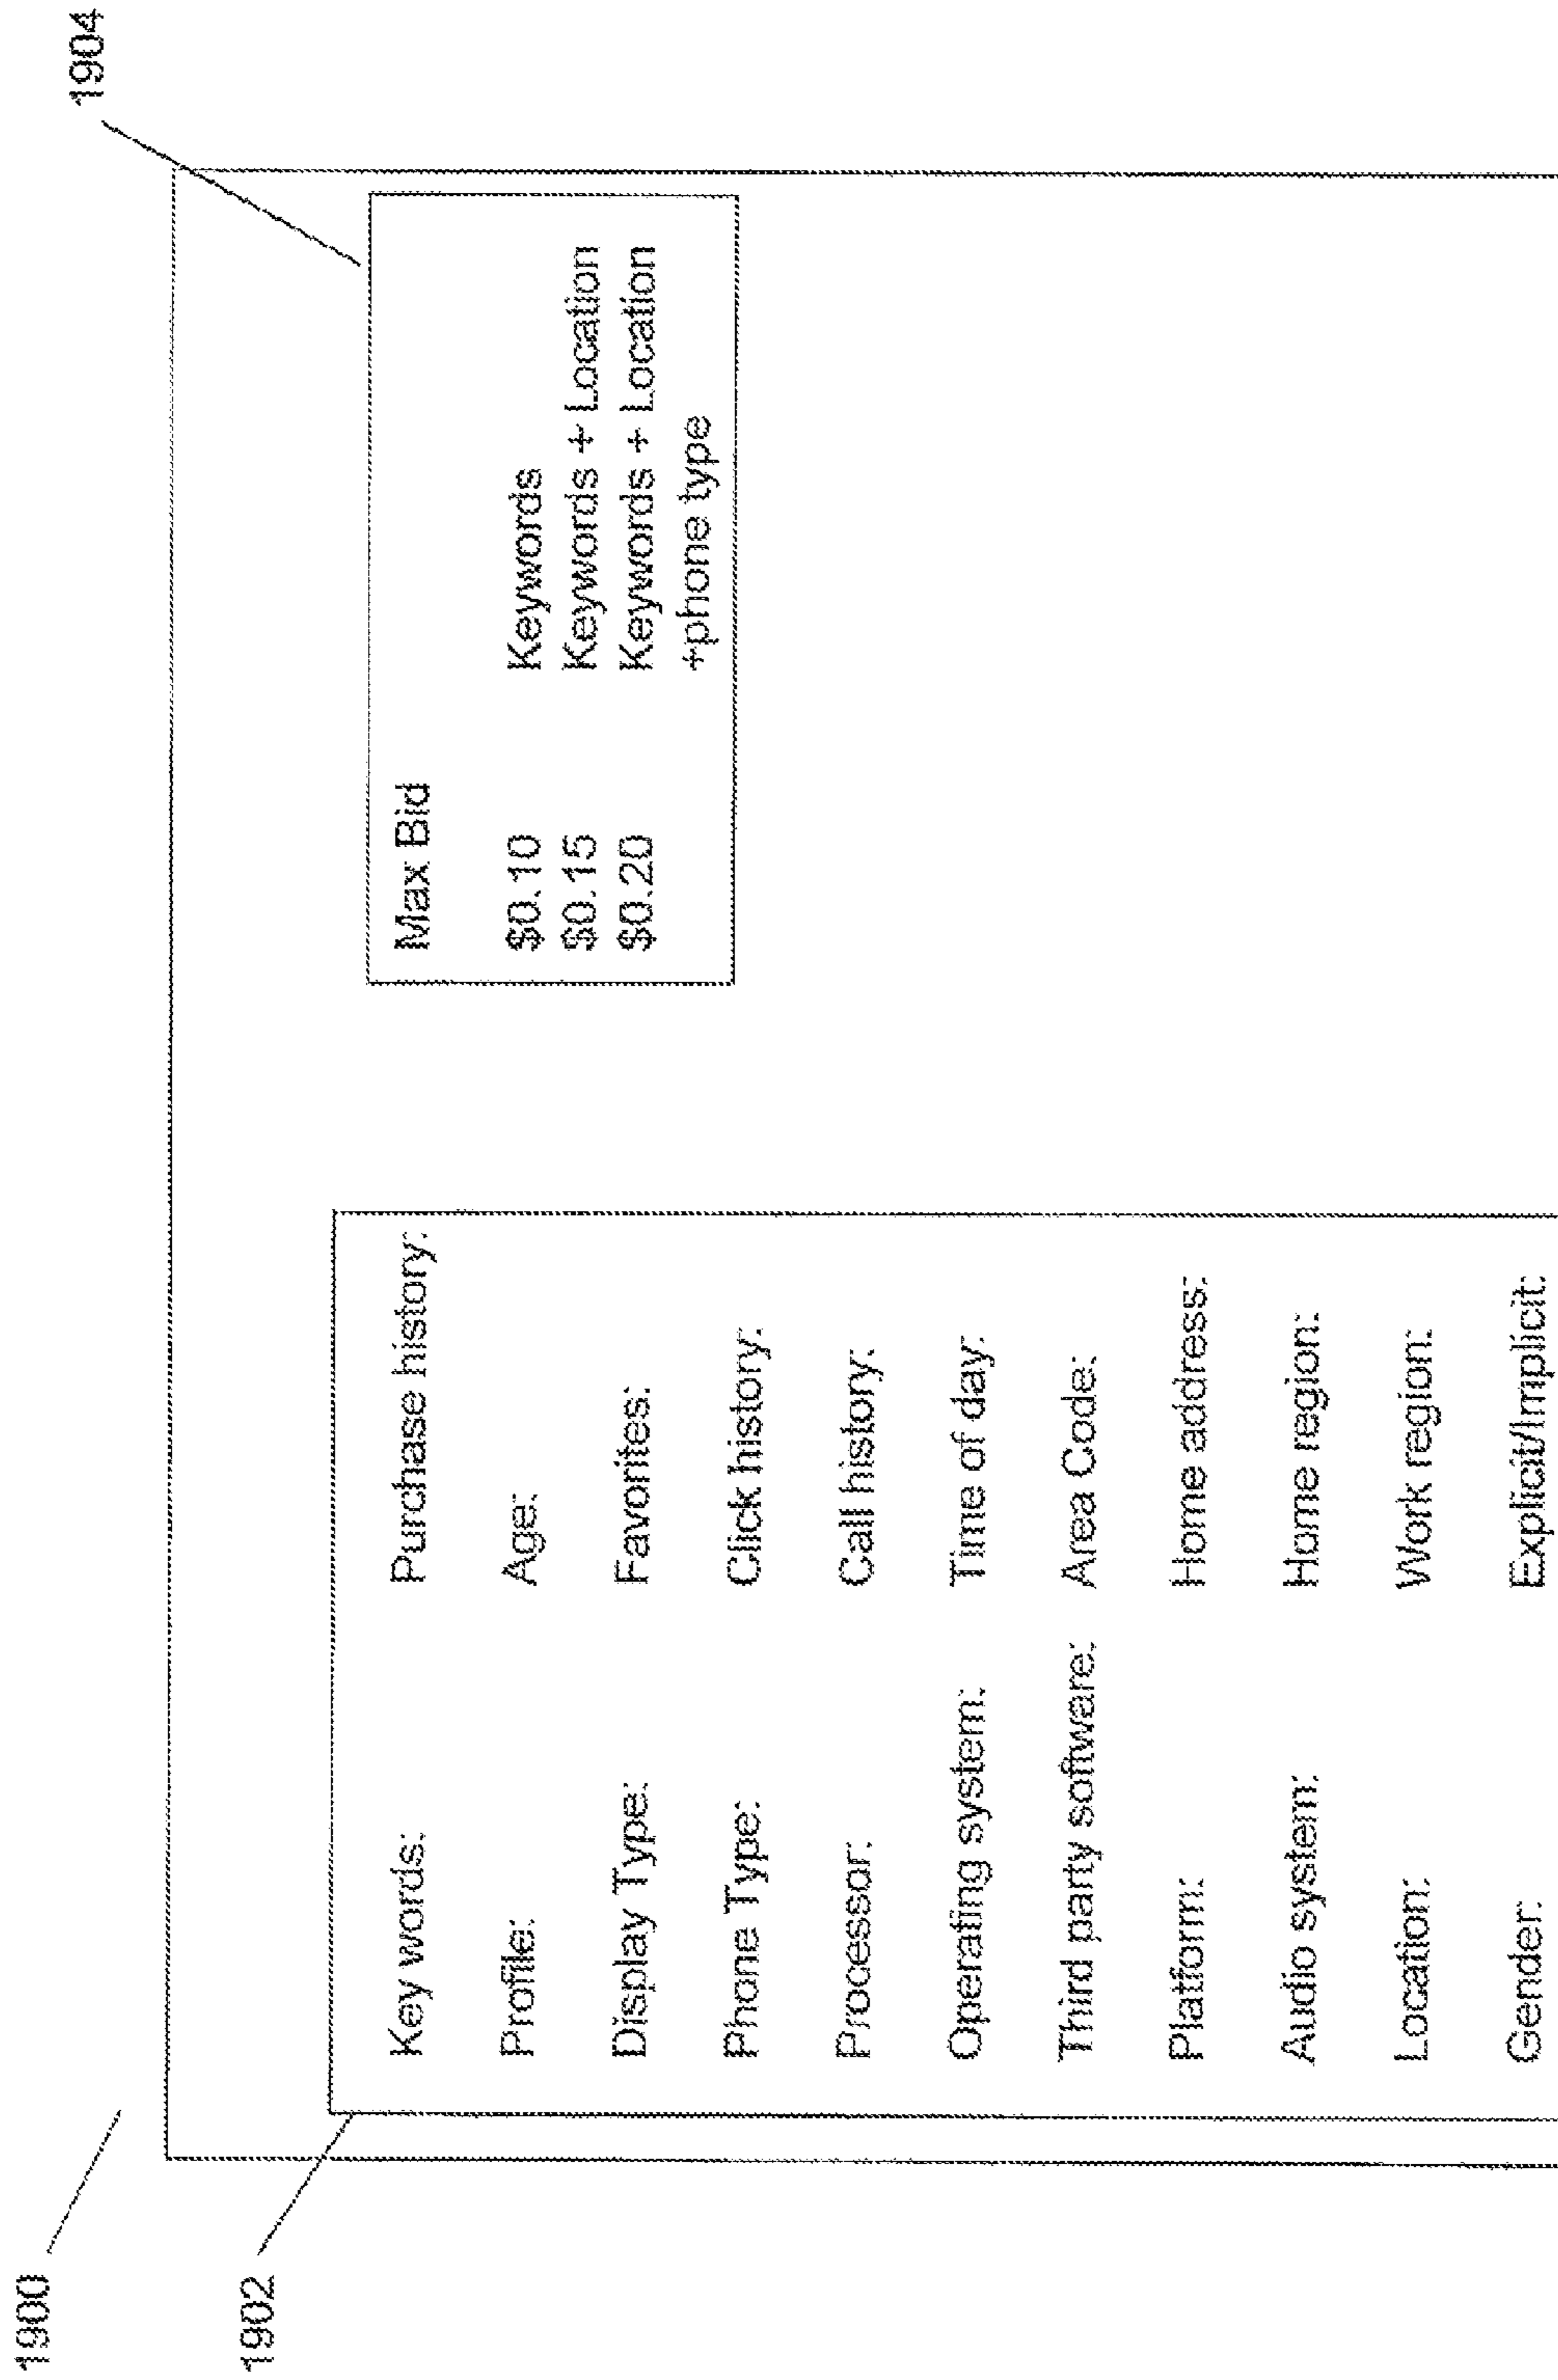 1900
1902
1904
Key words: Purchase history:
Profile: Age:
Display Type: Favorites:
Phone Type: Click history:
Processor: Call history:
Operating system: Time of day:
Third party software: Area Code:
Platform: Home address:
Audio system: Home region:
Location: Work region:
Gender: Explicit/Implicit:
Max Bid
$0.10 Keywords
$0.15 Keywords + Location
$0.20 Keywords + Location
+phone type